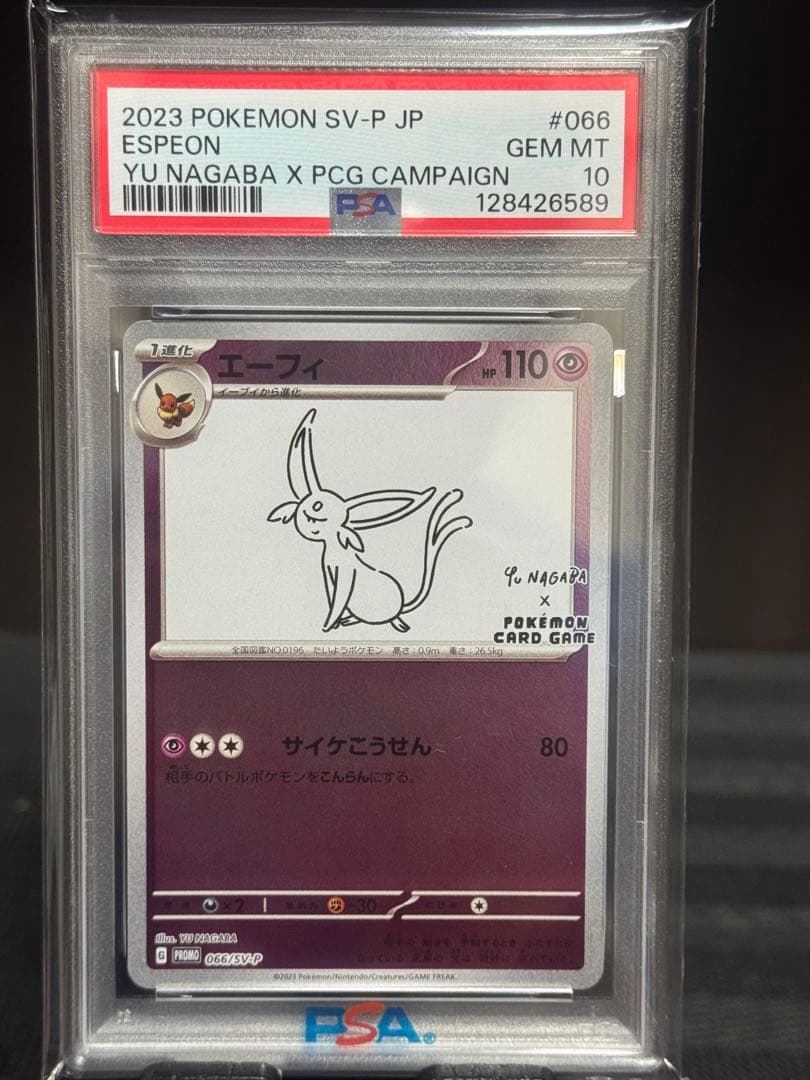 2023 POKEMON SV-P JP #066
ESPEON GEM MT
YU NAGABA X PCG CAMPAIGN 10
PSA 128426589
1進化 エーフィ HP 110
イーブイから進化
Yu NAGABA
X
POKÉMON
CARD GAME
全国図鑑NO.0196 たいようポケモン 高さ:0.9m 重さ:26.5kg
サイケこうせん 80
相手のバトルポケモンをこんらんにする。
×2 -30
illus. YU NAGABA
G PROMO 066/SV-P
©2023 Pokémon/Nintendo/Creatures/GAME FREAK.
PSA®